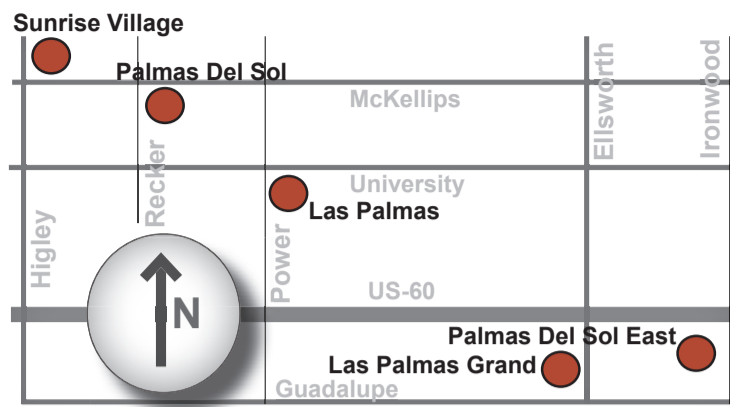 Sunrise Village
Palmas Del Sol
McKellips
Ellsworth
Ironwood
Recker
University
Las Palmas
Higley
Power
US-60
N
Palmas Del Sol East
Las Palmas Grand
Guadalupe